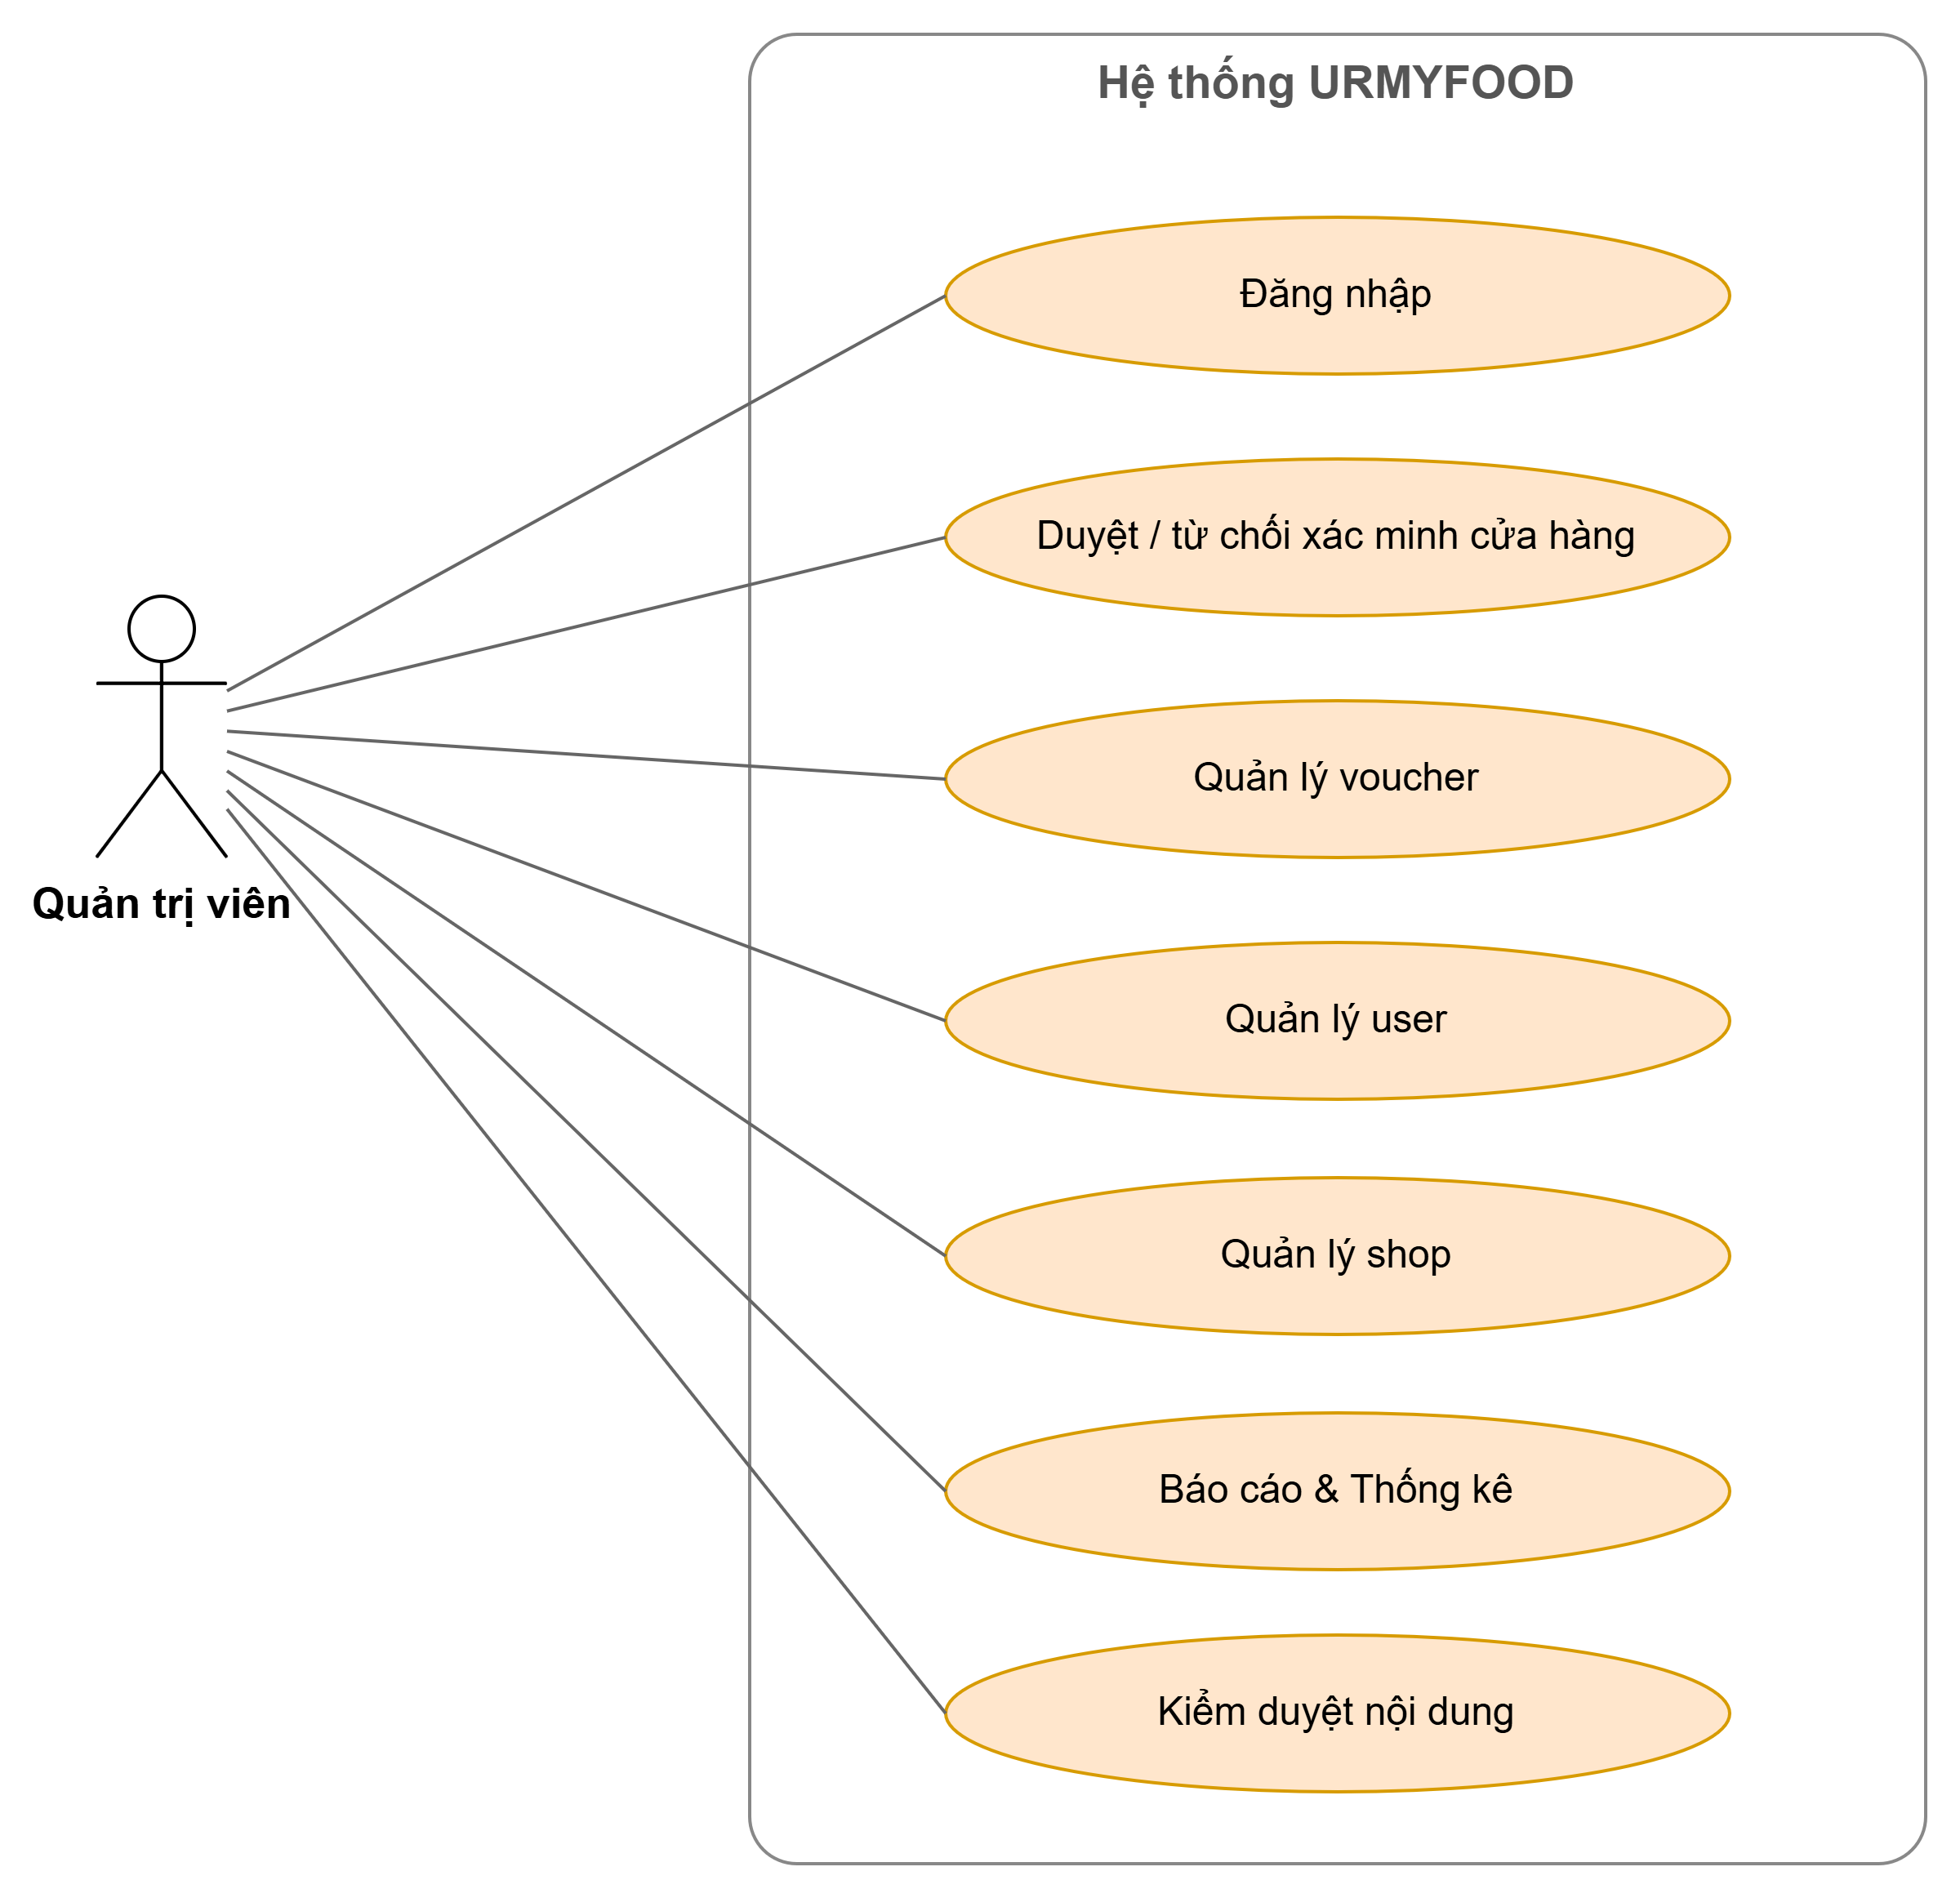 Hệ thống URMYFOOD
Đăng nhập
Duyệt / từ chối xác minh cửa hàng
Quản lý voucher
Quản trị viên
Quản lý user
Quản lý shop
Báo cáo & Thống kê
Kiểm duyệt nội dung